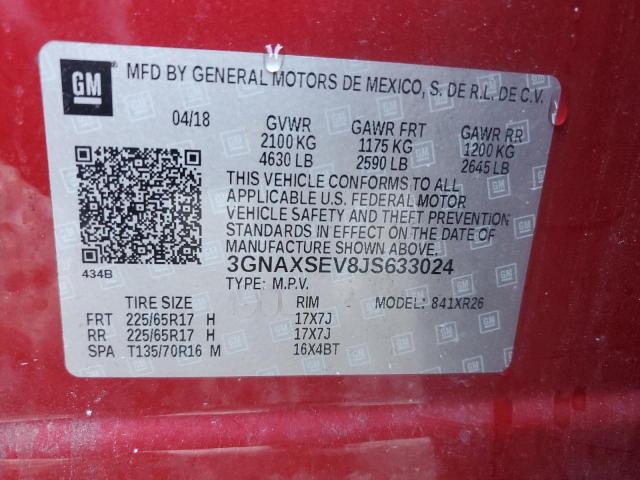 GM
MFD BY GENERAL MOTORS DE MEXICO, S. DE R.L. DE C.V.
04/18 GVWR GAWR FRT GAWR RR
2100 KG 1175 KG 1200 KG
4630 LB 2590 LB 2645 LB
THIS VEHICLE CONFORMS TO ALL
APPLICABLE U.S. FEDERAL MOTOR
VEHICLE SAFETY AND THEFT PREVENTION
STANDARDS IN EFFECT ON THE DATE OF
MANUFACTURE SHOWN ABOVE.
434B 3GNAXSEV8JS633024
TYPE: M.P.V.
TIRE SIZE RIM MODEL: 841XR26
FRT 225/65R17 H 17X7J
RR 225/65R17 H 17X7J
SPA T135/70R16 M 16X4BT